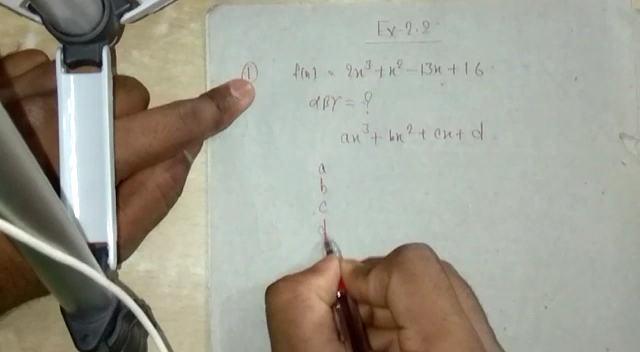 Ex-2.2
① f(x) = 2x³+x²-13x+16
αβγ = ?
ax³+bx²+cx+d
a
b
c
d